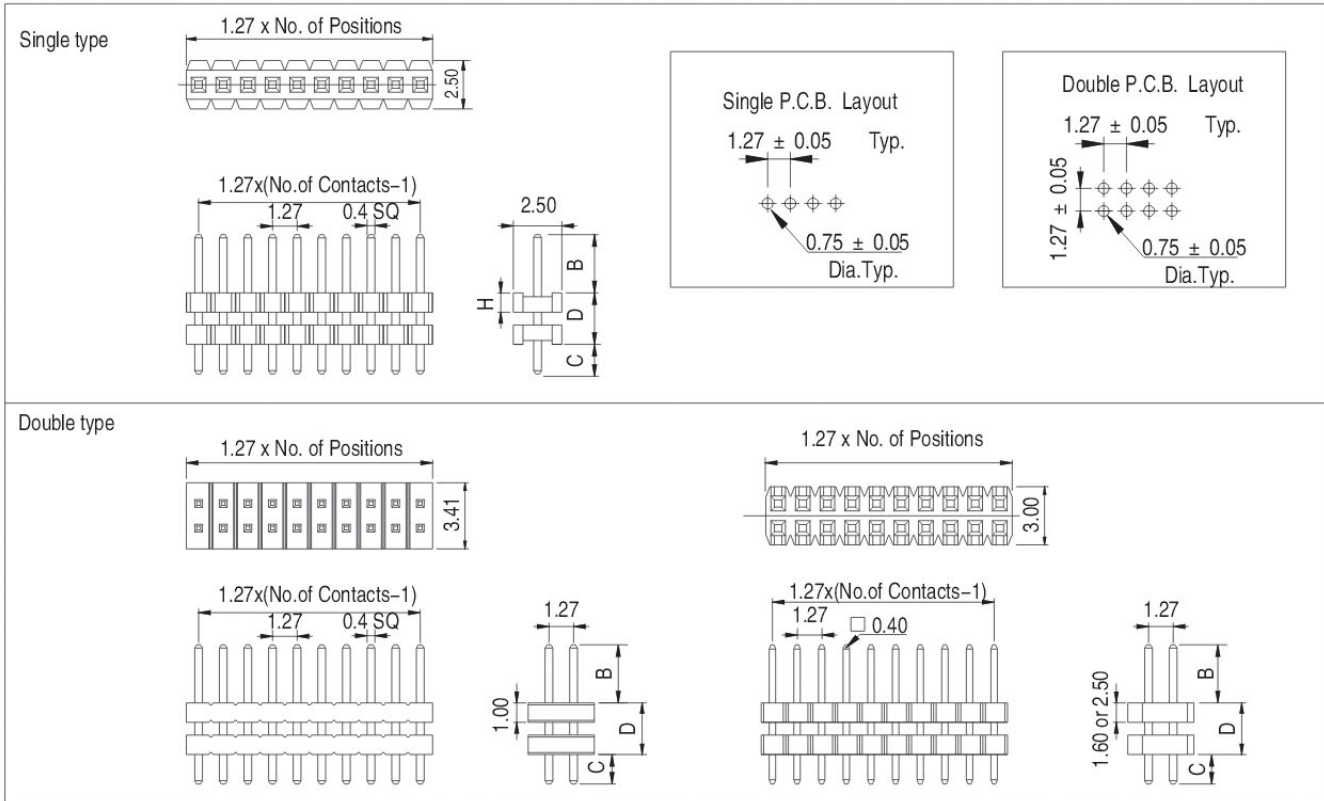 Single type
1.27 x No. of Positions
2.50
1.27x(No.of Contacts–1)
1.27
0.4 SQ
2.50
B
H
D
C
Single P.C.B. Layout
1.27 ± 0.05 Typ.
0.75 ± 0.05
Dia.Typ.
Double P.C.B. Layout
1.27 ± 0.05 Typ.
1.27 ± 0.05
0.75 ± 0.05
Dia.Typ.
Double type
1.27 x No. of Positions
3.41
1.27x(No.of Contacts–1)
1.27
0.4 SQ
1.27
B
1.00
D
C
1.27 x No. of Positions
3.00
1.27x(No.of Contacts–1)
1.27
□ 0.40
1.27
B
1.60 or 2.50
D
C